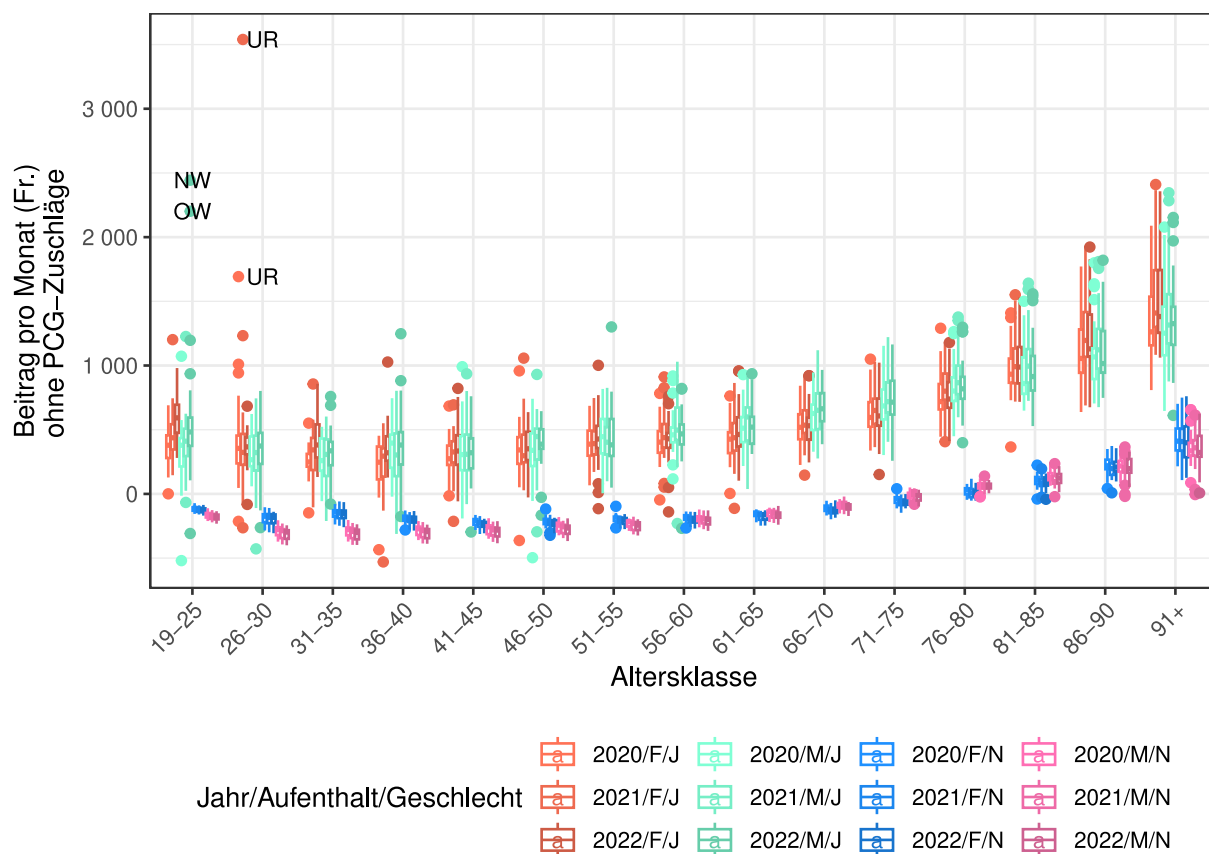 UR
3 000
NW
OW
2 000
UR
1 000
0
Beitrag pro Monat (Fr.)
ohne PCG−Zuschläge
19−25
26−30
31−35
36−40
41−45
46−50
51−55
56−60
61−65
66−70
71−75
76−80
81−85
86−90
91+
Altersklasse
Jahr/Aufenthalt/Geschlecht
a 2020/F/J a 2020/M/J a 2020/F/N a 2020/M/N
a 2021/F/J a 2021/M/J a 2021/F/N a 2021/M/N
a 2022/F/J a 2022/M/J a 2022/F/N a 2022/M/N